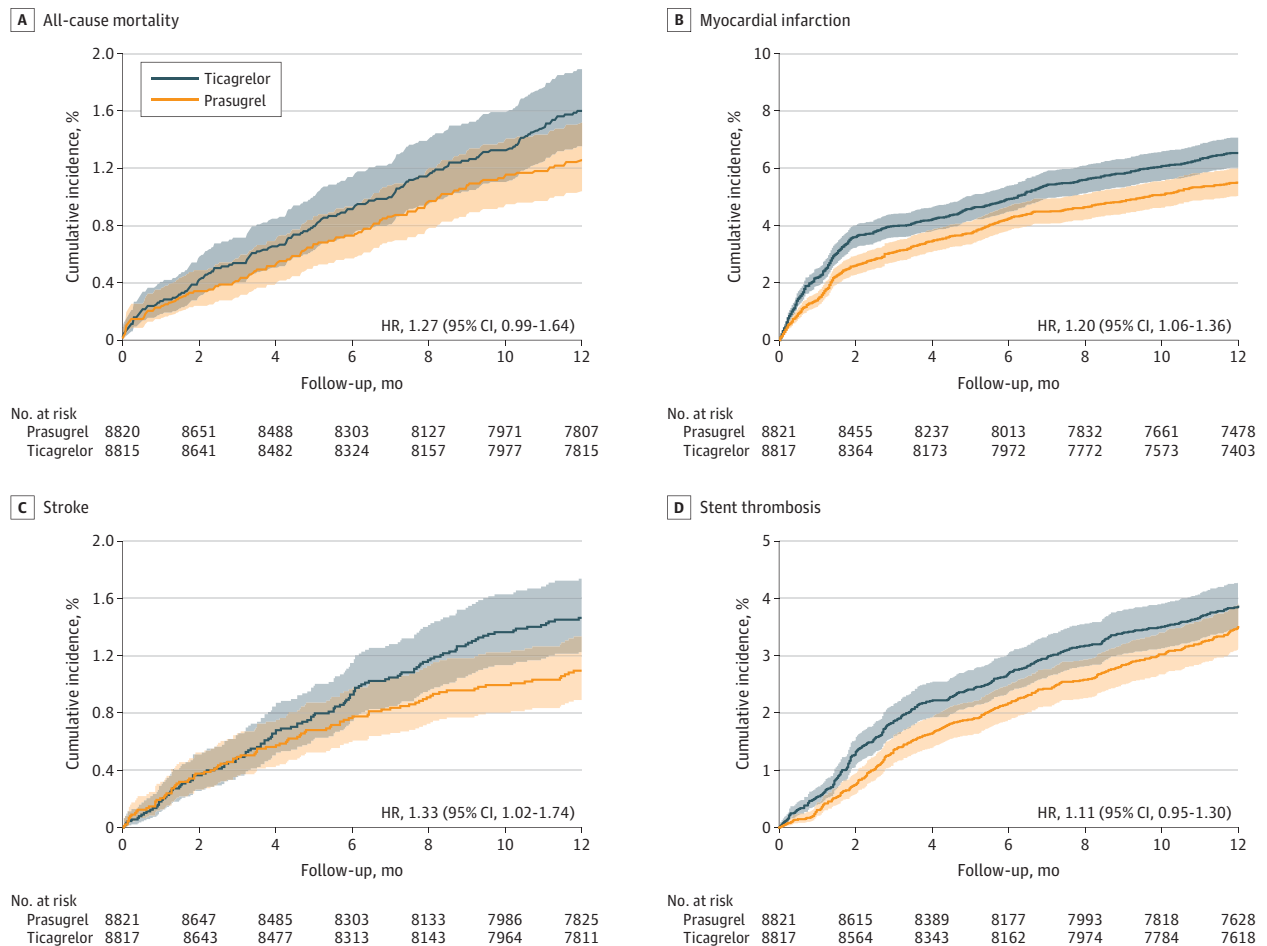 A All-cause mortality
2.0
1.6
1.2
0.8
0.4
0
Cumulative incidence, %
Ticagrelor
Prasugrel
HR, 1.27 (95% CI, 0.99-1.64)
0 2 4 6 8 10 12
Follow-up, mo
No. at risk
Prasugrel 8820 8651 8488 8303 8127 7971 7807
Ticagrelor 8815 8641 8482 8324 8157 7977 7815
B Myocardial infarction
10
8
6
4
2
0
Cumulative incidence, %
HR, 1.20 (95% CI, 1.06-1.36)
0 2 4 6 8 10 12
Follow-up, mo
No. at risk
Prasugrel 8821 8455 8237 8013 7832 7661 7478
Ticagrelor 8817 8364 8173 7972 7772 7573 7403
C Stroke
2.0
1.6
1.2
0.8
0.4
0
Cumulative incidence, %
HR, 1.33 (95% CI, 1.02-1.74)
0 2 4 6 8 10 12
Follow-up, mo
No. at risk
Prasugrel 8821 8647 8485 8303 8133 7986 7825
Ticagrelor 8817 8643 8477 8313 8143 7964 7811
D Stent thrombosis
5
4
3
2
1
0
Cumulative incidence, %
HR, 1.11 (95% CI, 0.95-1.30)
0 2 4 6 8 10 12
Follow-up, mo
No. at risk
Prasugrel 8821 8615 8389 8177 7993 7818 7628
Ticagrelor 8817 8564 8343 8162 7974 7784 7618